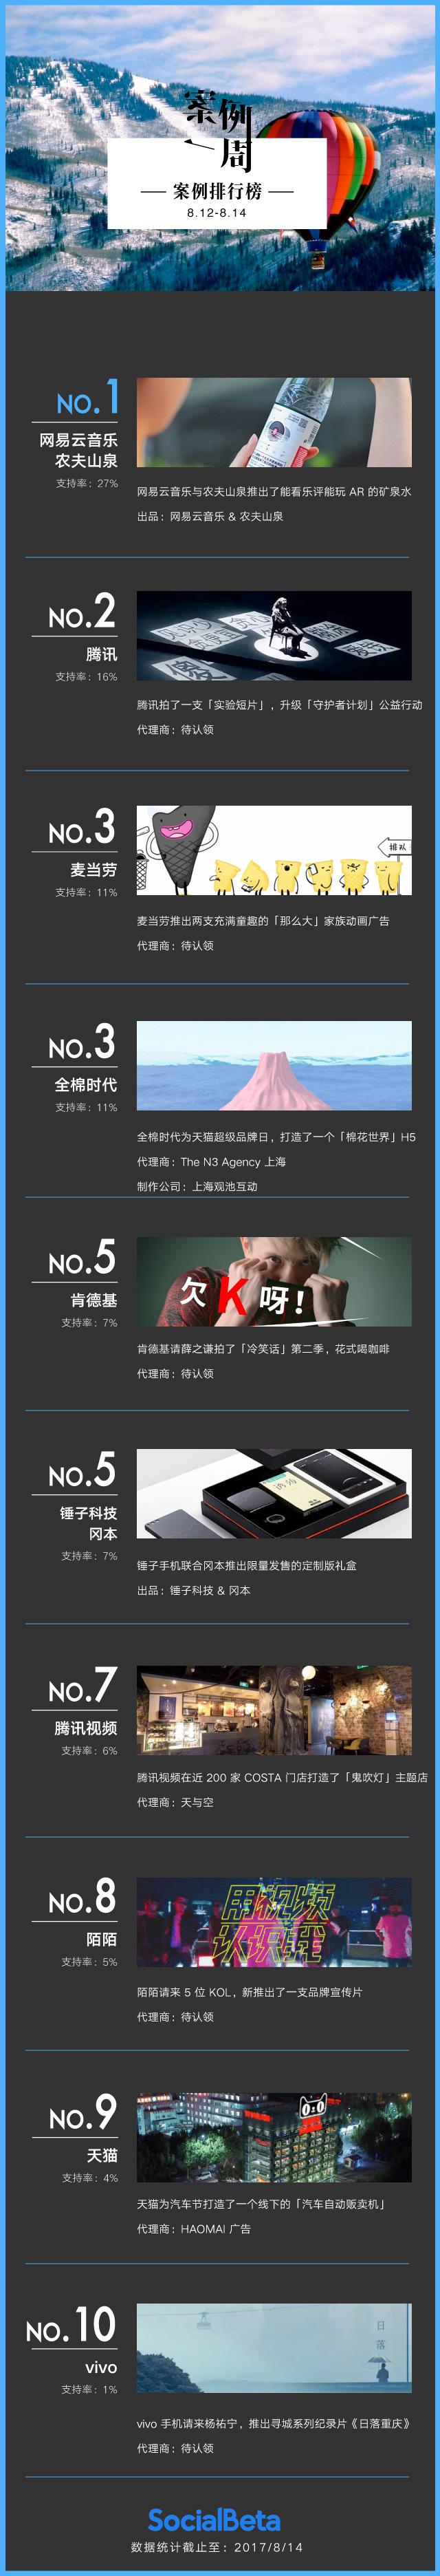 案例
一周
案例排行榜
8.12-8.14
NO.1
网易云音乐
农夫山泉
支持率：27%
网易云音乐与农夫山泉推出了能看乐评能玩 AR 的矿泉水
出品：网易云音乐 & 农夫山泉
NO.2
腾讯
支持率：16%
腾讯拍了一支「实验短片」，升级「守护者计划」公益行动
代理商：待认领
NO.3
麦当劳
支持率：11%
排队
麦当劳推出两支充满童趣的「那么大」家族动画广告
代理商：待认领
NO.3
全棉时代
支持率：11%
全棉时代为天猫超级品牌日，打造了一个「棉花世界」H5
代理商：The N3 Agency 上海
制作公司：上海观池互动
NO.5
肯德基
支持率：7%
欠K呀!
肯德基请薛之谦拍了「冷笑话」第二季，花式喝咖啡
代理商：待认领
NO.5
锤子科技
冈本
支持率：7%
锤子手机联合冈本推出限量发售的定制版礼盒
出品：锤子科技 & 冈本
NO.7
腾讯视频
支持率：6%
腾讯视频在近 200 家 COSTA 门店打造了「鬼吹灯」主题店
代理商：天与空
NO.8
陌陌
支持率：5%
用视频
认识我
陌陌请来 5 位 KOL，新推出了一支品牌宣传片
代理商：待认领
NO.9
天猫
支持率：4%
天猫为汽车节打造了一个线下的「汽车自动贩卖机」
代理商：HAOMAI 广告
NO.10
vivo
支持率：1%
日落
vivo 手机请来杨祐宁，推出寻城系列纪录片《日落重庆》
代理商：待认领
SocialBeta
数据统计截止至：2017/8/14